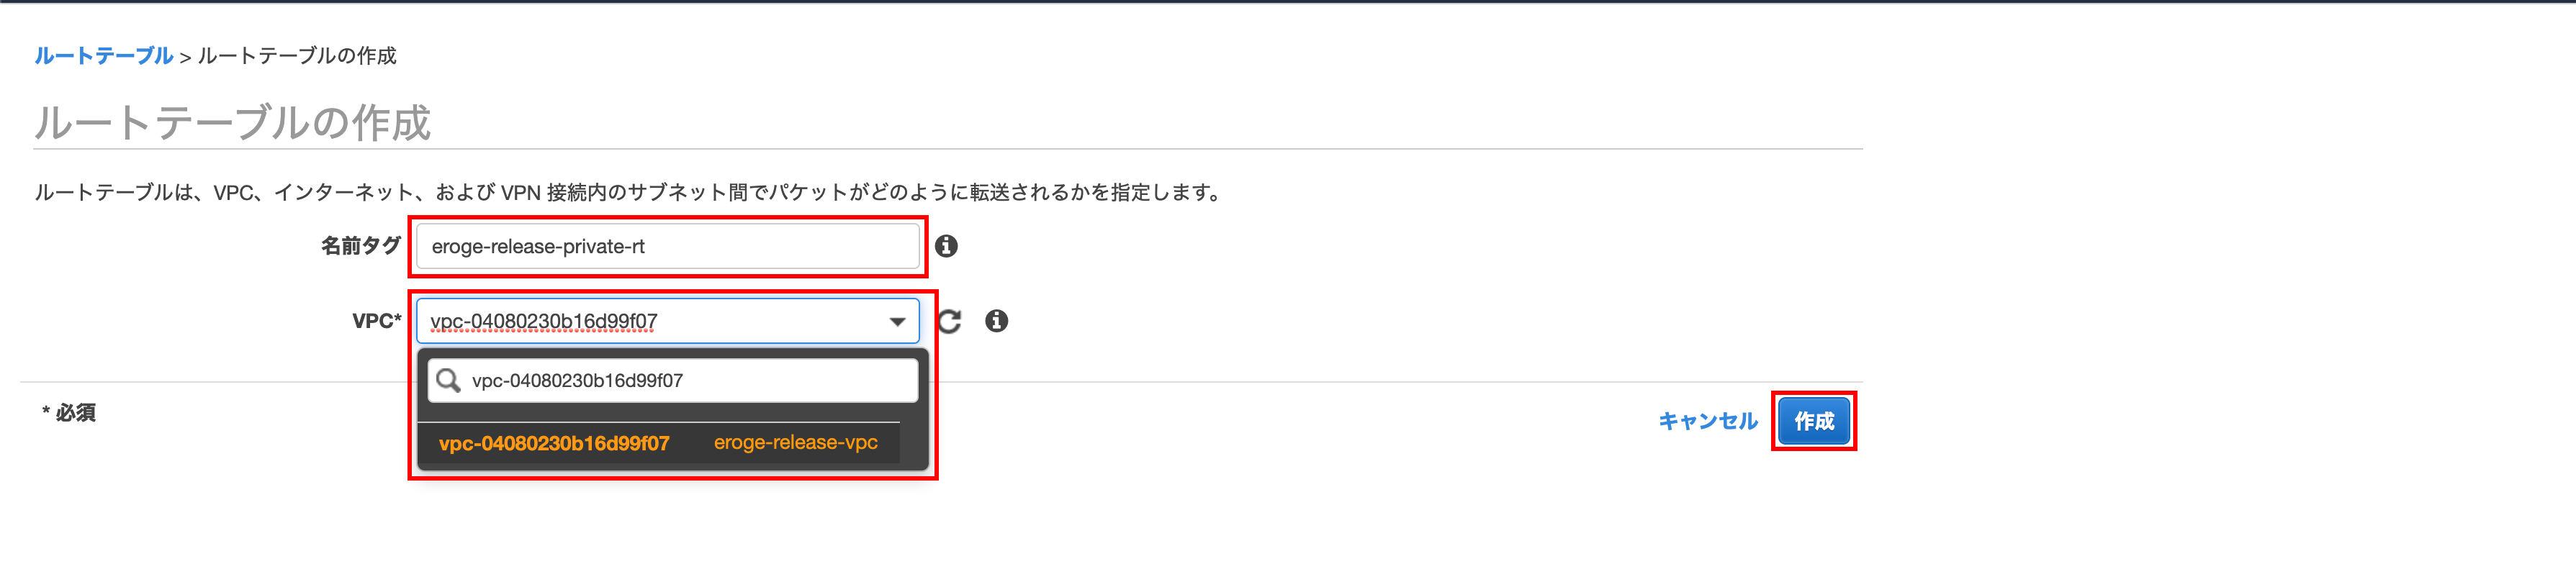 ルートテーブル > ルートテーブルの作成
ルートテーブルの作成
ルートテーブルは、VPC、インターネット、および VPN 接続内のサブネット間でパケットがどのように転送されるかを指定します。
名前タグ eroge-release-private-rt
VPC* vpc-04080230b16d99f07
vpc-04080230b16d99f07
vpc-04080230b16d99f07 eroge-release-vpc
* 必須
キャンセル 作成